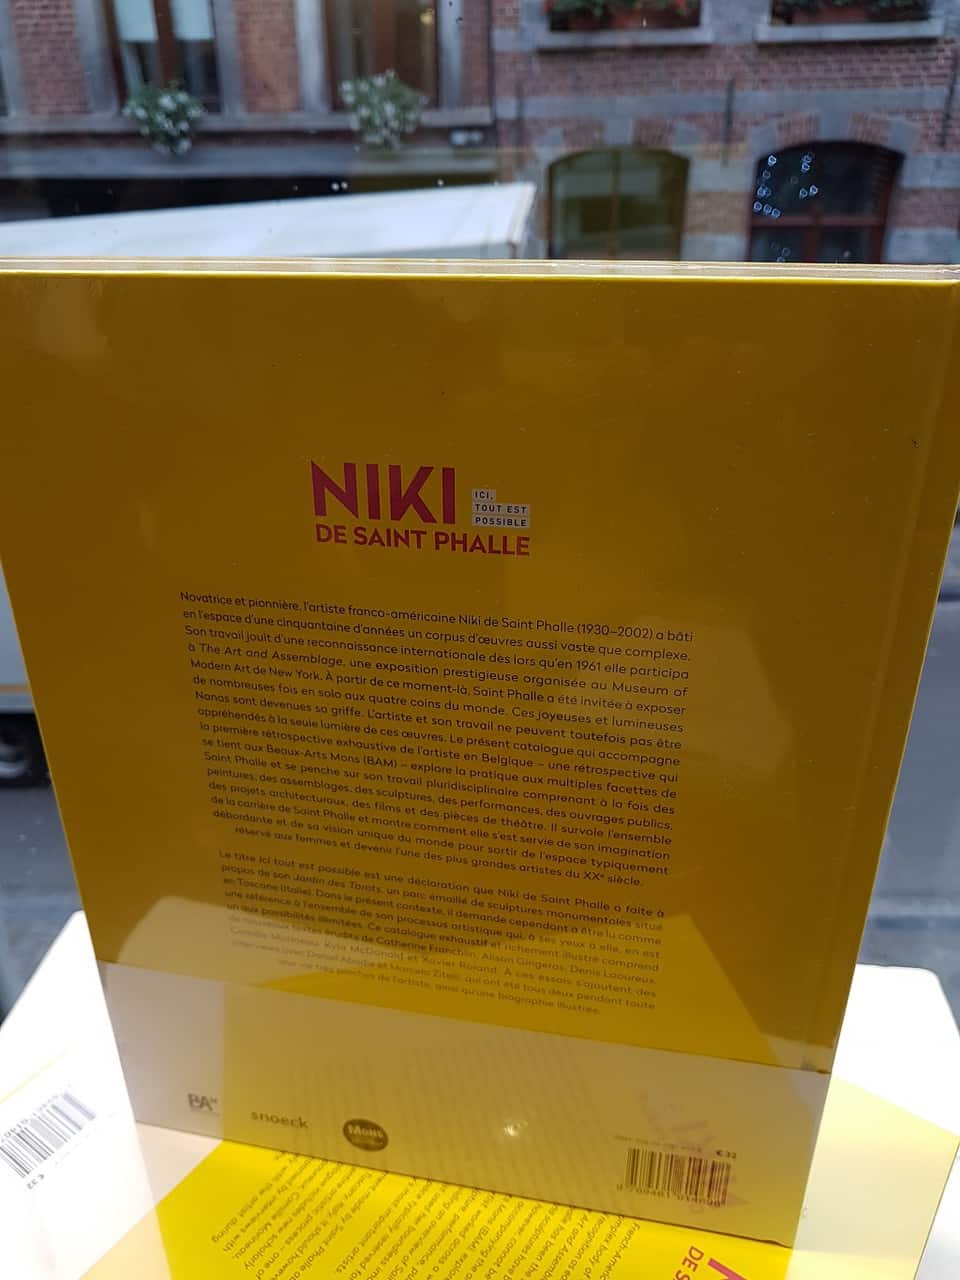 NIKI
ICI,
TOUT EST
POSSIBLE
DE SAINT PHALLE
Novatrice et pionnière, l'artiste franco-américaine Niki de Saint Phalle (1930–2002) a bâti
en l'espace d'une cinquantaine d'années un corpus d'œuvres aussi vaste que complexe.
Son travail jouit d'une reconnaissance internationale dès lors qu'en 1961 elle participa
à The Art and Assemblage, une exposition prestigieuse organisée au Museum of
Modern Art de New York. À partir de ce moment-là, Saint Phalle a été invitée à exposer
de nombreuses fois en solo aux quatre coins du monde. Ces joyeuses et lumineuses
Nanas sont devenues sa griffe. L'artiste et son travail ne peuvent toutefois pas être
appréhendés à la seule lumière de ces œuvres. Le présent catalogue qui accompagne
la première rétrospective exhaustive de l'artiste en Belgique – une rétrospective qui
se tient aux Beaux-Arts Mons (BAM) – explore la pratique aux multiples facettes de
Saint Phalle et se penche sur son travail pluridisciplinaire comprenant à la fois des
peintures, des assemblages, des sculptures, des performances, des ouvrages publics,
des projets architecturaux, des films et des pièces de théâtre. Il survole l'ensemble
de la carrière de Saint Phalle et montre comment elle s'est servie de son imagination
débordante et de sa vision unique du monde pour sortir de l'espace typiquement
réservé aux femmes et devenir l'une des plus grandes artistes du XXe siècle.
Le titre Ici tout est possible est une déclaration que Niki de Saint Phalle a faite à
propos de son Jardin des Tarots, un parc émaillé de sculptures monumentales situé
en Toscane (Italie). Dans le présent contexte, il demande cependant à être lu comme
une référence à l'ensemble de son processus artistique qui, à ses yeux à elle, en est
un aux possibilités illimitées. Ce catalogue exhaustif et richement illustré comprend
de nombreux textes érudits de Catherine Francblin, Alison Gingeras, Denis Laoureux,
Camille Morineau, Kyla McDonald et Xavier Roland. À ces essais s'ajoutent des
interviews avec Daniel Abadie et Marcelo Zitelli, qui ont été tous deux pendant toute
leur vie très proches de l'artiste, ainsi qu'une biographie illustrée.
BAM
snoeck
MONS
€ 32
€ 32